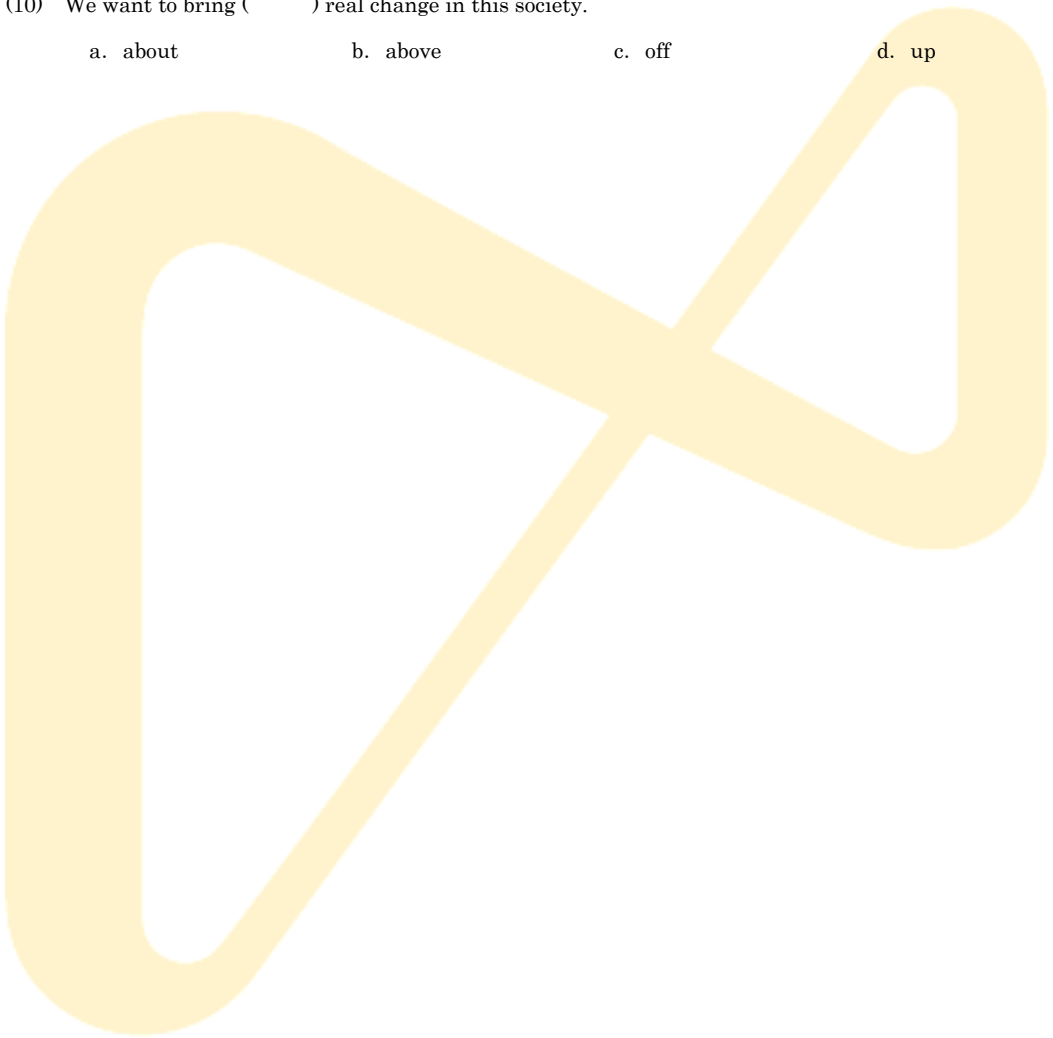 (10) We want to bring (　　　) real change in this society.
a. about b. above c. off d. up